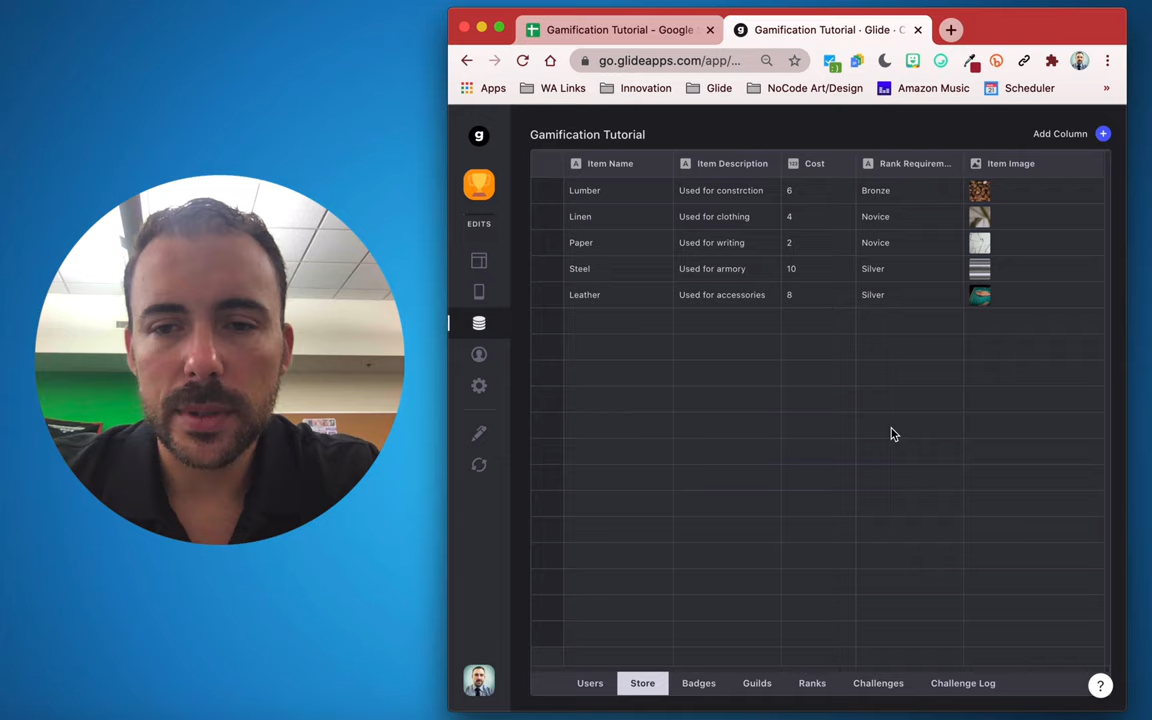 Gamification Tutorial - Google
Gamification Tutorial · Glide · C
go.glideapps.com/app/...
Apps
WA Links
Innovation
Glide
NoCode Art/Design
Amazon Music
Scheduler
»
Gamification Tutorial
Add Column
EDITS
Item Name
Item Description
Cost
Rank Requirem...
Item Image
Lumber
Used for constrction
6
Bronze
Linen
Used for clothing
4
Novice
Paper
Used for writing
2
Novice
Steel
Used for armory
10
Silver
Leather
Used for accessories
8
Silver
Users
Store
Badges
Guilds
Ranks
Challenges
Challenge Log
?